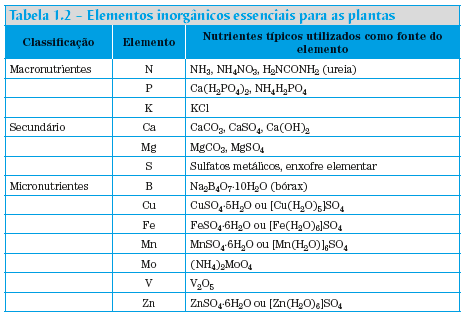 Tabela 1.2 – Elementos inorgânicos essenciais para as plantas
Classificação Elemento Nutrientes típicos utilizados como fonte do elemento
Macronutrientes N NH₃, NH₄NO₃, H₂NCONH₂ (ureia)
P Ca(H₂PO₄)₂, NH₄H₂PO₄
K KCl
Secundário Ca CaCO₃, CaSO₄, Ca(OH)₂
Mg MgCO₃, MgSO₄
S Sulfatos metálicos, enxofre elementar
Micronutrientes B Na₂B₄O₇·10H₂O (bórax)
Cu CuSO₄·5H₂O ou [Cu(H₂O)₅]SO₄
Fe FeSO₄·6H₂O ou [Fe(H₂O)₆]SO₄
Mn MnSO₄·6H₂O ou [Mn(H₂O)]₆SO₄
Mo (NH₄)₂MoO₄
V V₂O₅
Zn ZnSO₄·6H₂O ou [Zn(H₂O)₆]SO₄